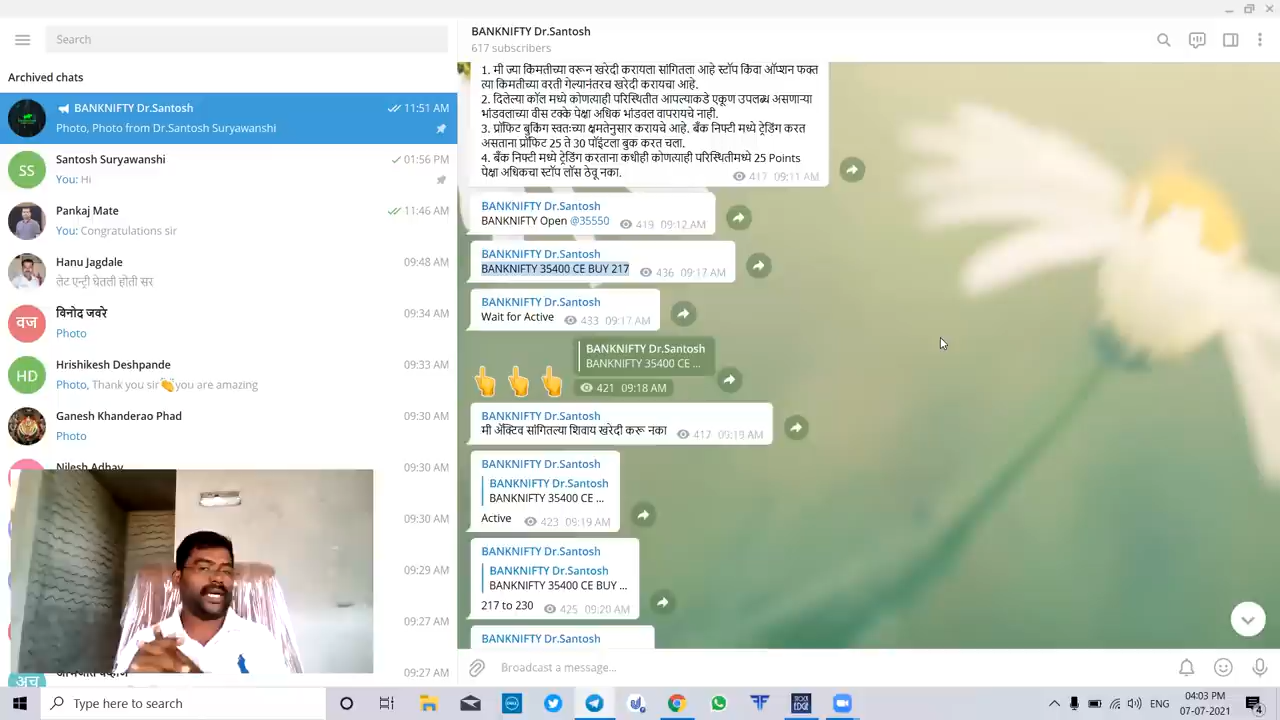 Search
Archived chats
BANKNIFTY Dr.Santosh
11:51 AM
Photo, Photo from Dr.Santosh Suryawanshi
SS
Santosh Suryawanshi
01:56 PM
You: Hi
Pankaj Mate
11:46 AM
You: Congratulations sir
Hanu Jagdale
09:48 AM
लेट एन्ट्री घेतली होती सर
वज
विनोद जवरे
09:34 AM
Photo
HD
Hrishikesh Deshpande
09:33 AM
Photo, Thank you sir👏you are amazing
Ganesh Khanderao Phad
09:30 AM
Photo
Nilesh Adhav
09:30 AM
09:30 AM
09:29 AM
09:27 AM
अच
09:27 AM
BANKNIFTY Dr.Santosh
617 subscribers
1. मी ज्या किंमतीच्या वरून खरेदी करायला सांगितला आहे स्टॉप किंवा ऑप्शन फक्त
त्या किमतीच्या वरती गेल्यानंतरच खरेदी करायचा आहे.
2. दिलेल्या कॉल मध्ये कोणत्याही परिस्थितीत आपल्याकडे एकूण उपलब्ध असणाऱ्या
भांडवलाच्या वीस टक्के पेक्षा अधिक भांडवल वापरायचे नाही.
3. प्रॉफिट बुकिंग स्वतःच्या क्षमतेनुसार करायचे आहे. बँक निफ्टी मध्ये ट्रेडिंग करत
असताना प्रॉफिट 25 ते 30 पॉइंटला बुक करत चला.
4. बँक निफ्टी मध्ये ट्रेडिंग करताना कधीही कोणत्याही परिस्थितीमध्ये 25 Points
पेक्षा अधिकचा स्टॉप लॉस ठेवू नका.
417 09:11 AM
BANKNIFTY Dr.Santosh
BANKNIFTY Open @35550
419 09:12 AM
BANKNIFTY Dr.Santosh
BANKNIFTY 35400 CE BUY 217
436 09:17 AM
BANKNIFTY Dr.Santosh
Wait for Active
433 09:17 AM
BANKNIFTY Dr.Santosh
BANKNIFTY 35400 CE ...
👆👆👆
421 09:18 AM
BANKNIFTY Dr.Santosh
मी ॲक्टिव सांगितल्या शिवाय खरेदी करू नका
417 09:19 AM
BANKNIFTY Dr.Santosh
BANKNIFTY Dr.Santosh
BANKNIFTY 35400 CE ...
Active
423 09:19 AM
BANKNIFTY Dr.Santosh
BANKNIFTY Dr.Santosh
BANKNIFTY 35400 CE BUY ...
217 to 230
425 09:20 AM
BANKNIFTY Dr.Santosh
Broadcast a message...
Type here to search
ENG
04:03 PM
07-07-2021
4